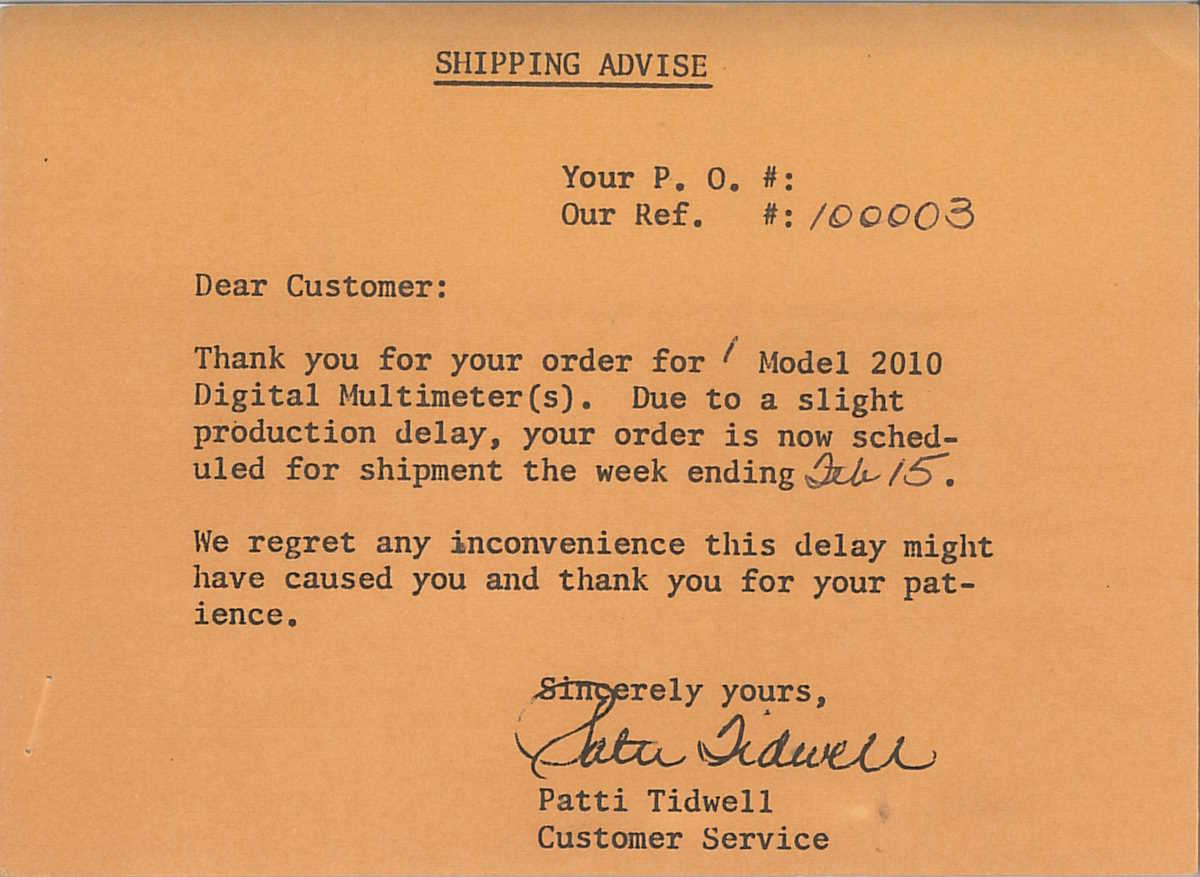 SHIPPING ADVISE
Your P. O. #:
Our Ref. #: 100003
Dear Customer:
Thank you for your order for 1 Model 2010
Digital Multimeter(s). Due to a slight
production delay, your order is now sched-
uled for shipment the week ending Feb 15.
We regret any inconvenience this delay might
have caused you and thank you for your pat-
ience.
Sincerely yours,
Patti Tidwell
Patti Tidwell
Customer Service